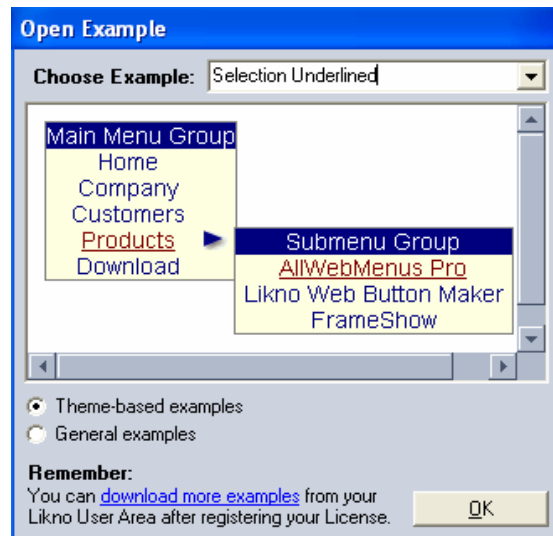 Open Example
Choose Example: Selection Underlined
Main Menu Group
Home
Company
Customers
Products
Download
Submenu Group
AllWebMenus Pro
Likno Web Button Maker
FrameShow
Theme-based examples
General examples
Remember:
You can download more examples from your
Likno User Area after registering your License.
OK